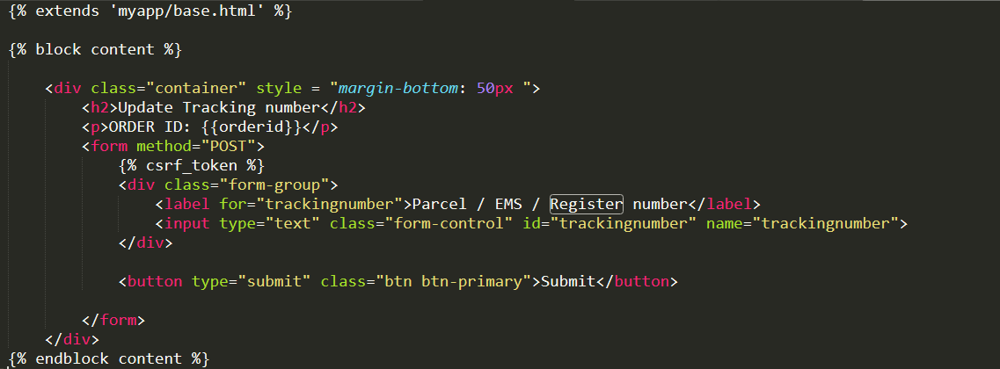 {% extends 'myapp/base.html' %}
{% block content %}
<div class="container" style = "margin-bottom: 50px ">
<h2>Update Tracking number</h2>
<p>ORDER ID: {{orderid}}</p>
<form method="POST">
{% csrf_token %}
<div class="form-group">
<label for="trackingnumber">Parcel / EMS / Register number</label>
<input type="text" class="form-control" id="trackingnumber" name="trackingnumber">
</div>
<button type="submit" class="btn btn-primary">Submit</button>
</form>
</div>
{% endblock content %}